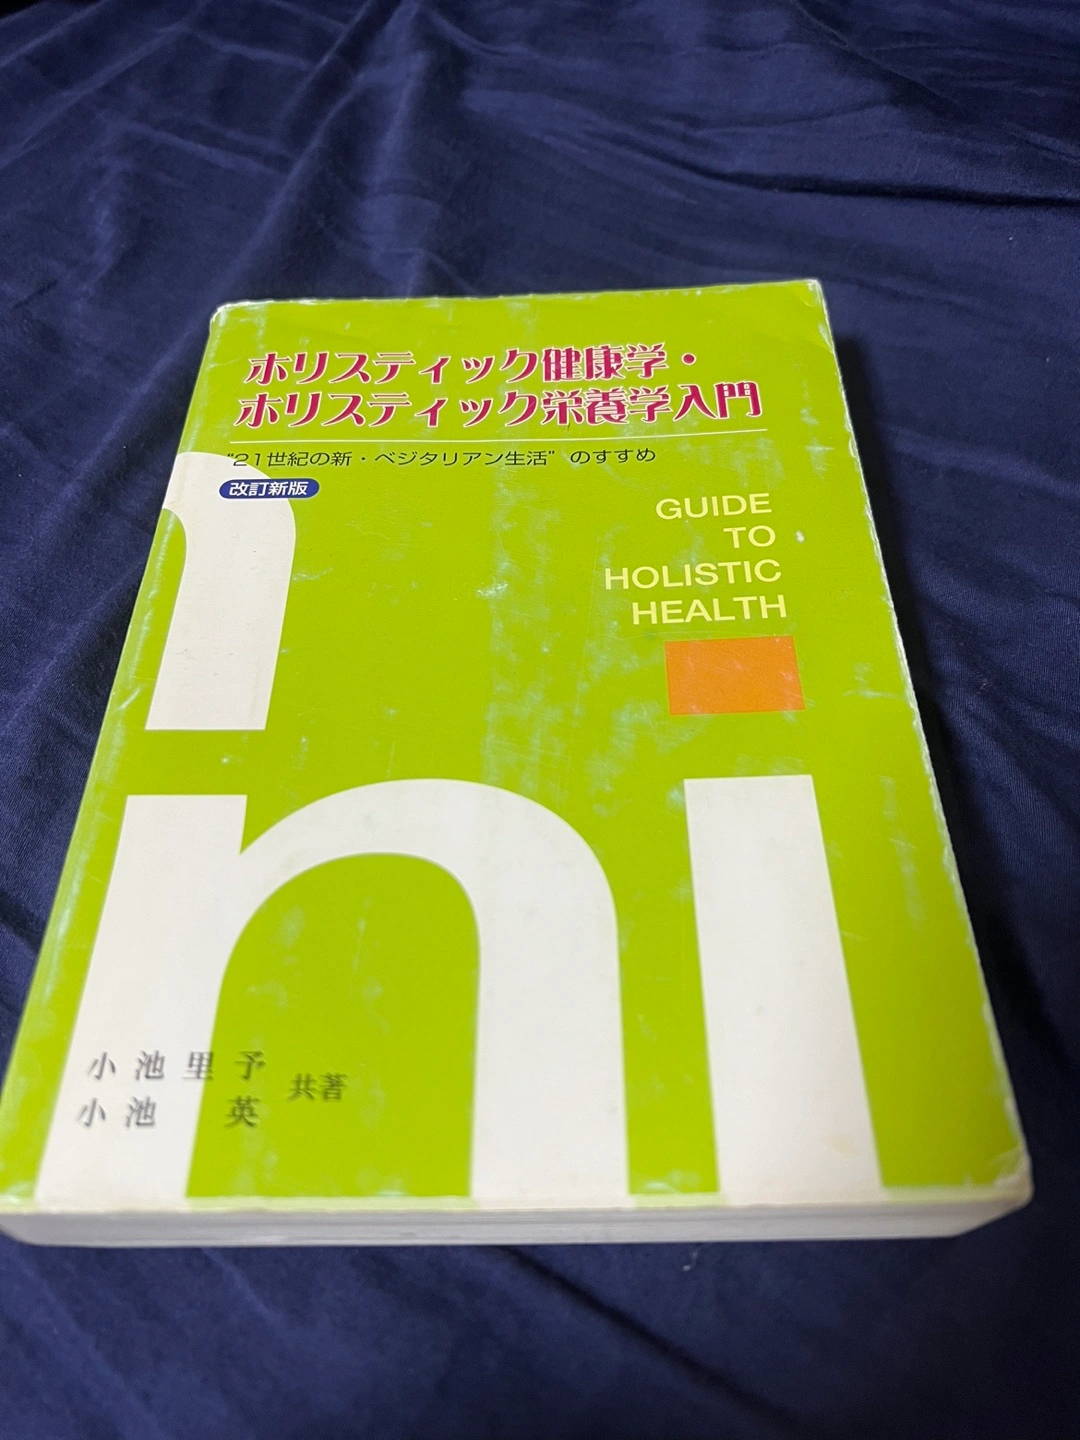 ホリスティック健康学・
ホリスティック栄養学入門
"21世紀の新・ベジタリアン生活"のすすめ
改訂新版
GUIDE
TO
HOLISTIC
HEALTH
小池里予
小池 英
共著